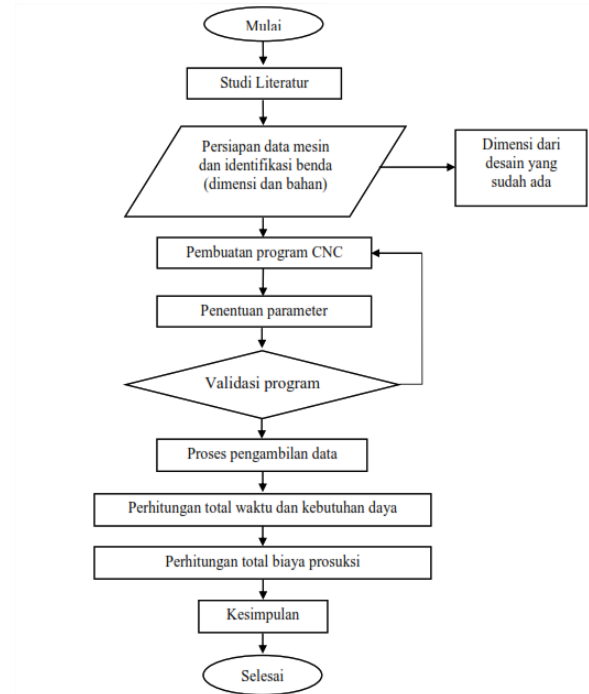 Mulai
Studi Literatur
Persiapan data mesin
dan identifikasi benda
(dimensi dan bahan)
Dimensi dari
desain yang
sudah ada
Pembuatan program CNC
Penentuan parameter
Validasi program
Proses pengambilan data
Perhitungan total waktu dan kebutuhan daya
Perhitungan total biaya prosuksi
Kesimpulan
Selesai